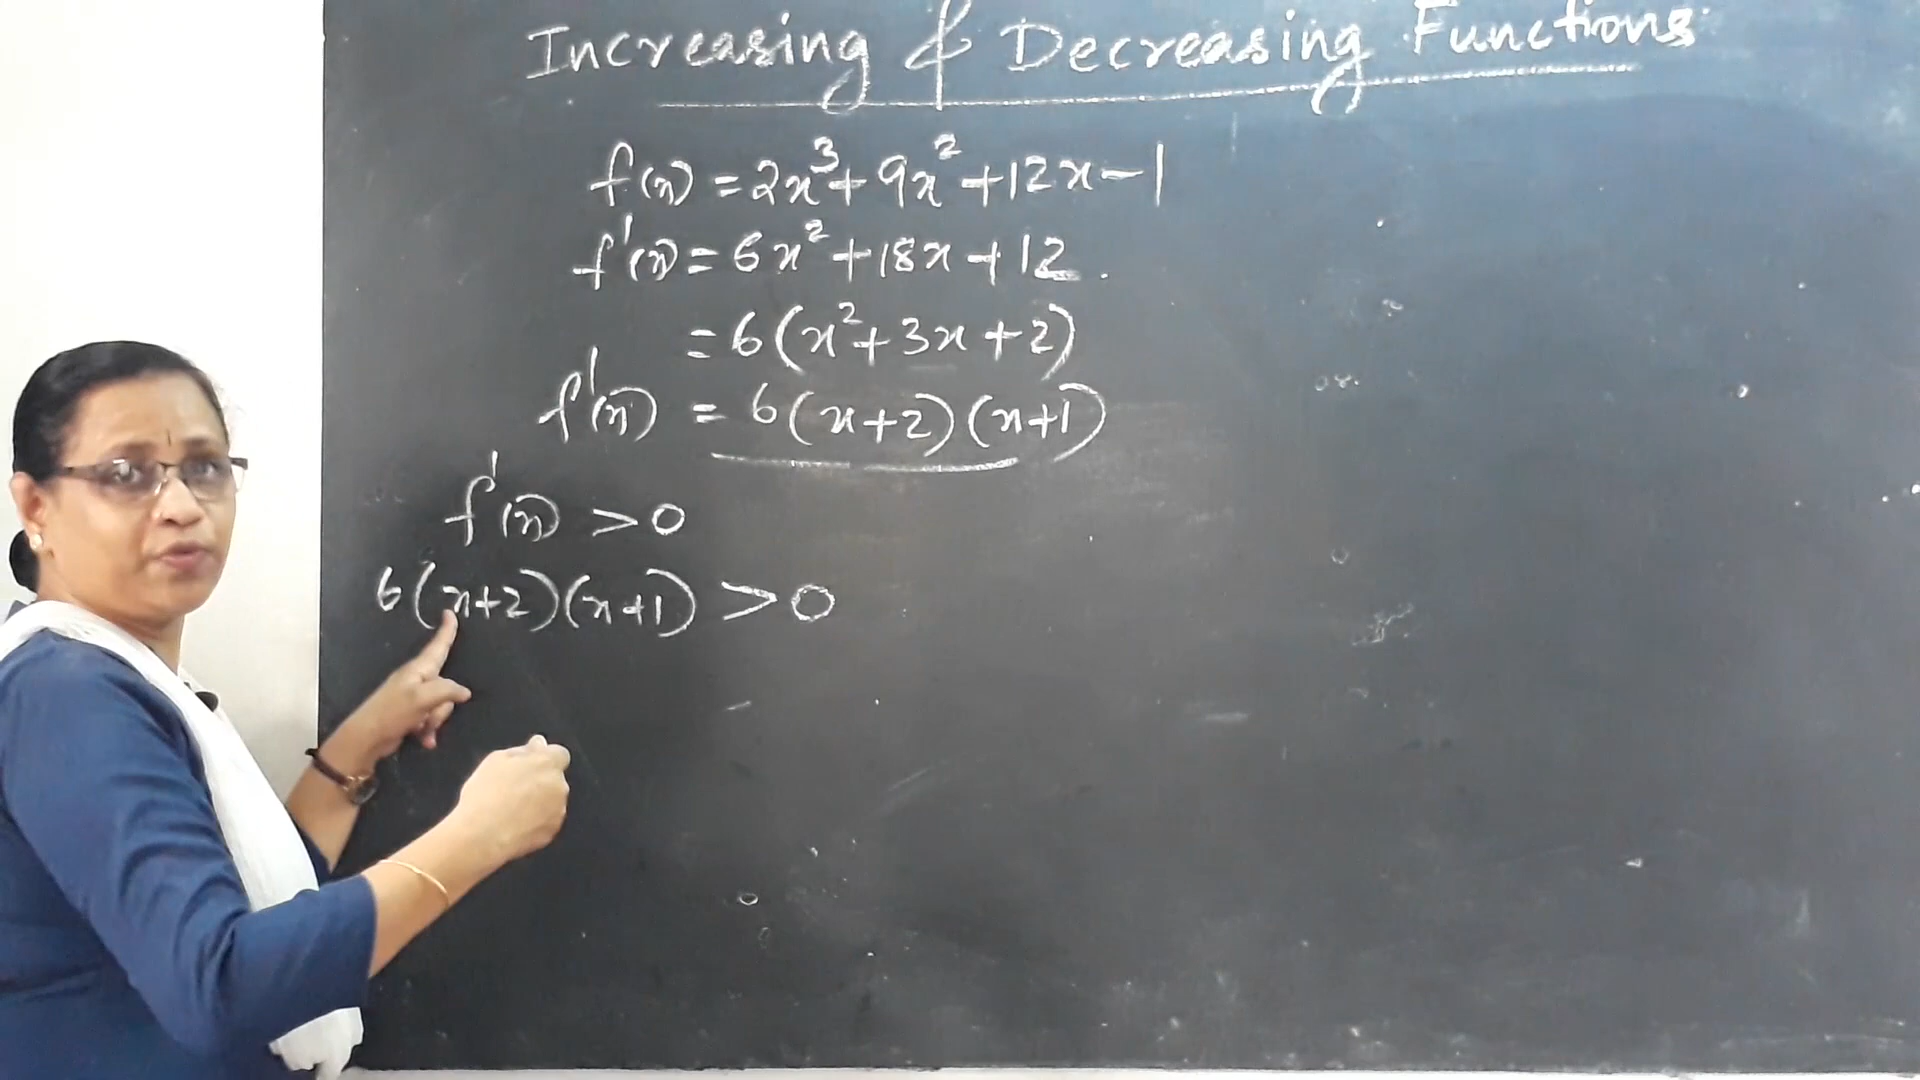 Increasing & Decreasing Functions
f(x) = 2x³ + 9x² + 12x - 1
f'(x) = 6x² + 18x + 12.
= 6(x² + 3x + 2)
f'(x) = 6(x+2)(x+1)
f'(x) > 0
6(x+2)(x+1) > 0